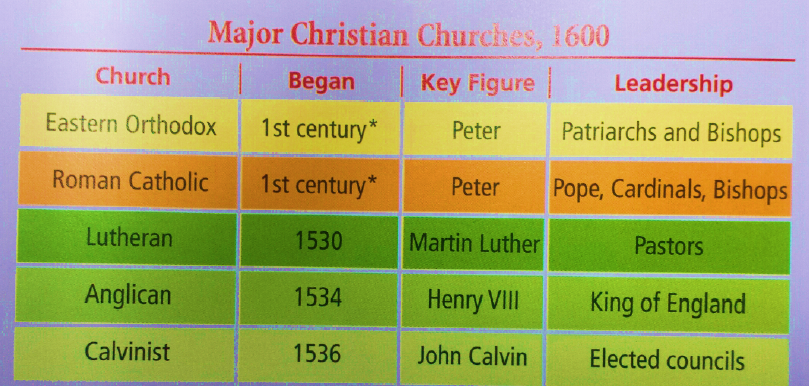 Major Christian Churches, 1600
Church Began Key Figure Leadership
Eastern Orthodox 1st century* Peter Patriarchs and Bishops
Roman Catholic 1st century* Peter Pope, Cardinals, Bishops
Lutheran 1530 Martin Luther Pastors
Anglican 1534 Henry VIII King of England
Calvinist 1536 John Calvin Elected councils